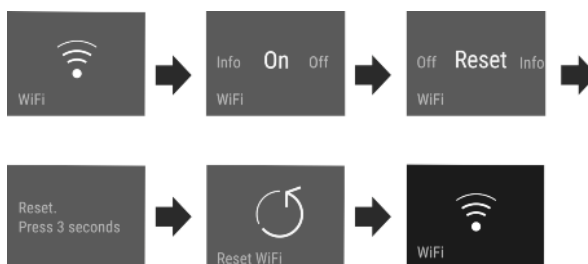 WiFi
Info On Off
WiFi
Off Reset Info
WiFi
Reset.
Press 3 seconds
Reset WiFi
WiFi